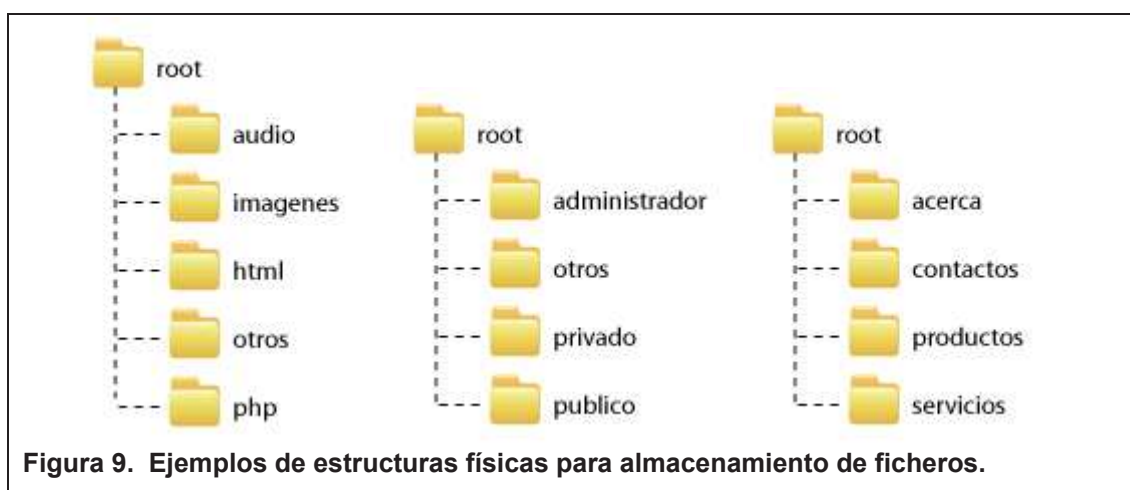 root
audio
imagenes
html
otros
php
root
administrador
otros
privado
publico
root
acerca
contactos
productos
servicios
Figura 9. Ejemplos de estructuras físicas para almacenamiento de ficheros.